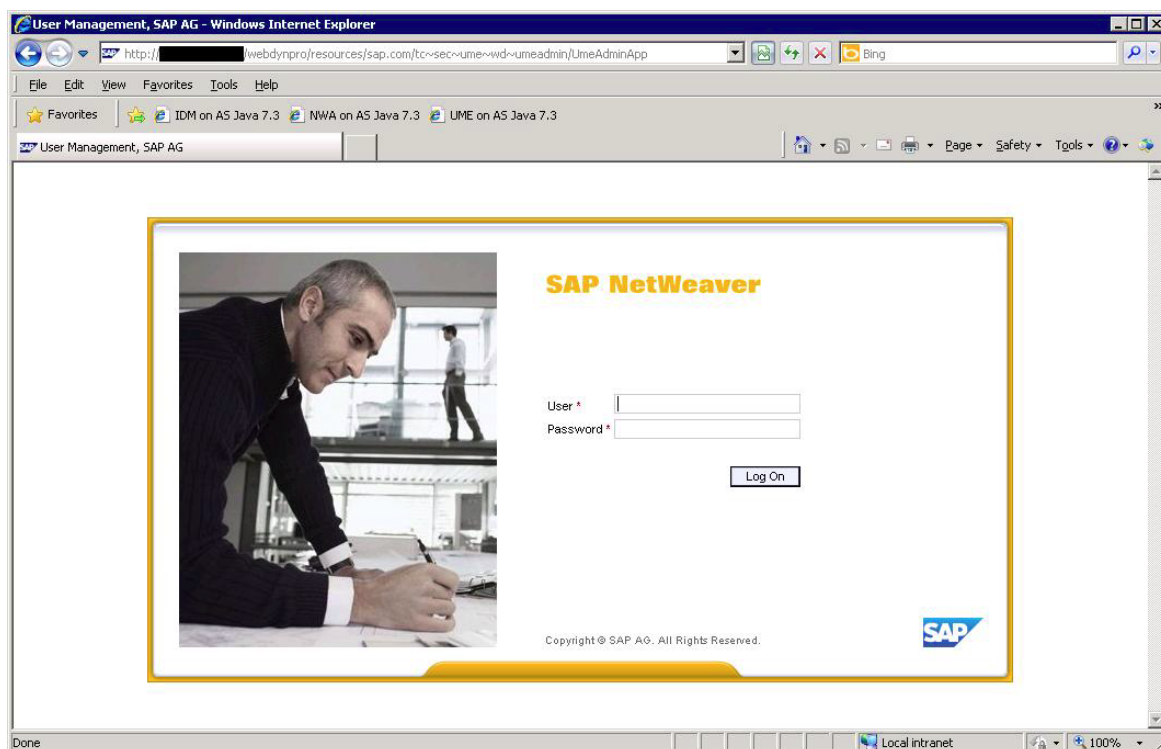 User Management, SAP AG - Windows Internet Explorer
http:// /webdynpro/resources/sap.com/tc~sec~ume~wd~umeadmin/UmeAdminApp
Bing
File Edit View Favorites Tools Help
Favorites IDM on AS Java 7.3 NWA on AS Java 7.3 UME on AS Java 7.3
User Management, SAP AG
Page Safety Tools
SAP NetWeaver
User *
Password *
Log On
Copyright © SAP AG. All Rights Reserved.
SAP
Done Local intranet 100%